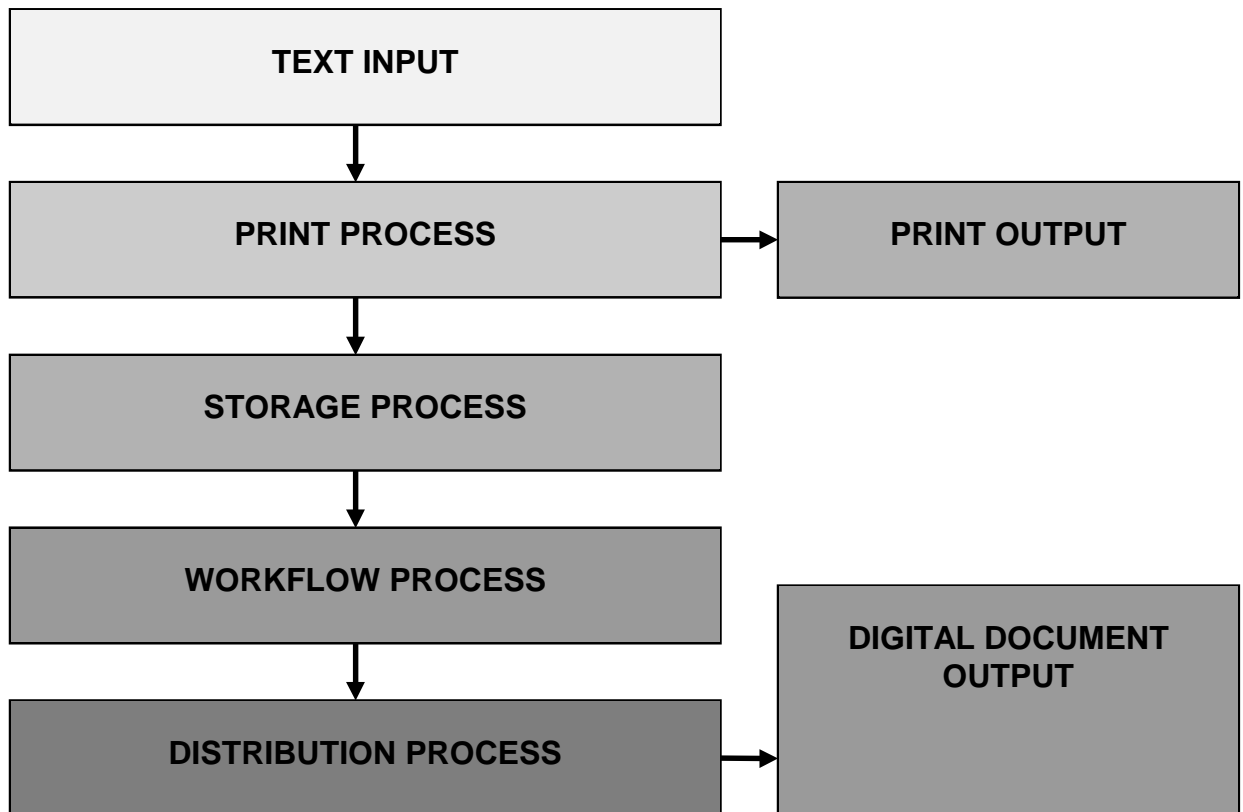 TEXT INPUT
PRINT PROCESS
PRINT OUTPUT
STORAGE PROCESS
WORKFLOW PROCESS
DIGITAL DOCUMENT
OUTPUT
DISTRIBUTION PROCESS